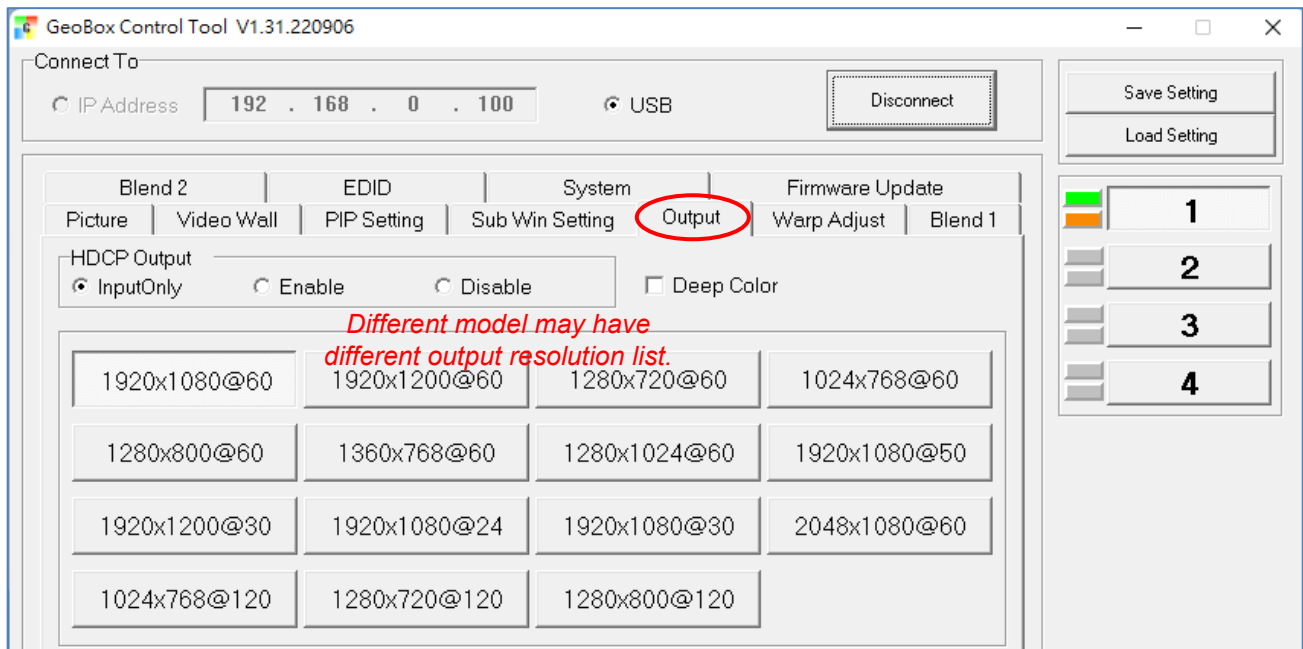 GeoBox Control Tool V1.31.220906
Connect To
IP Address 192 . 168 . 0 . 100 USB Disconnect
Save Setting
Load Setting
Blend 2 EDID System Firmware Update
Picture Video Wall PIP Setting Sub Win Setting Output Warp Adjust Blend 1
HDCP Output
InputOnly Enable Disable Deep Color
Different model may have
different output resolution list.
1920x1080@60 1920x1200@60 1280x720@60 1024x768@60
1280x800@60 1360x768@60 1280x1024@60 1920x1080@50
1920x1200@30 1920x1080@24 1920x1080@30 2048x1080@60
1024x768@120 1280x720@120 1280x800@120
1
2
3
4